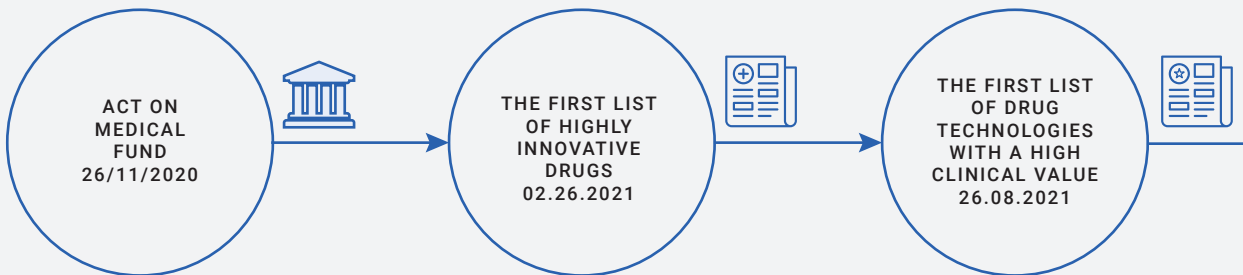 ACT ON
MEDICAL
FUND
26/11/2020
THE FIRST LIST
OF HIGHLY
INNOVATIVE
DRUGS
02.26.2021
THE FIRST LIST
OF DRUG
TECHNOLOGIES
WITH A HIGH
CLINICAL VALUE
26.08.2021